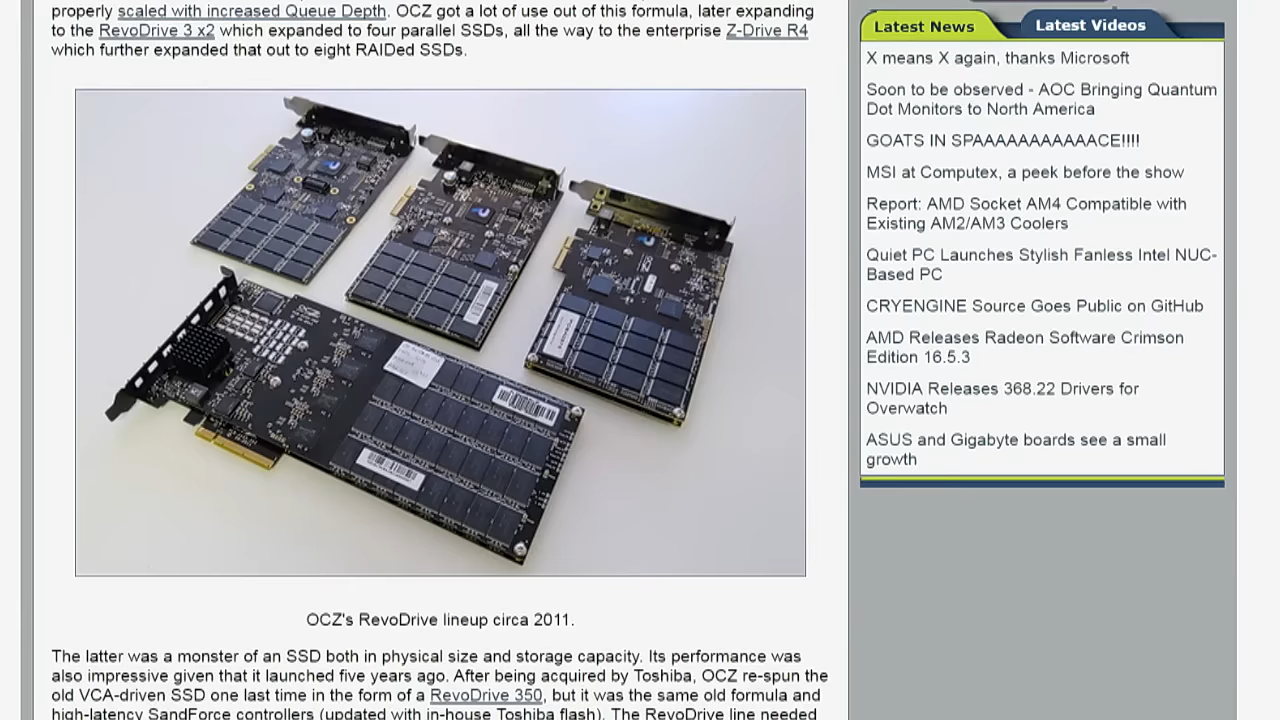 properly scaled with increased Queue Depth. OCZ got a lot of use out of this formula, later expanding
to the RevoDrive 3 x2 which expanded to four parallel SSDs, all the way to the enterprise Z-Drive R4
which further expanded that out to eight RAIDed SSDs.
OCZ's RevoDrive lineup circa 2011.
The latter was a monster of an SSD both in physical size and storage capacity. Its performance was
also impressive given that it launched five years ago. After being acquired by Toshiba, OCZ re-spun the
old VCA-driven SSD one last time in the form of a RevoDrive 350, but it was the same old formula and
high-latency SandForce controllers (updated with in-house Toshiba flash). The RevoDrive line needed
Latest News
Latest Videos
X means X again, thanks Microsoft
Soon to be observed - AOC Bringing Quantum
Dot Monitors to North America
GOATS IN SPAAAAAAAAAAACE!!!!
MSI at Computex, a peek before the show
Report: AMD Socket AM4 Compatible with
Existing AM2/AM3 Coolers
Quiet PC Launches Stylish Fanless Intel NUC-
Based PC
CRYENGINE Source Goes Public on GitHub
AMD Releases Radeon Software Crimson
Edition 16.5.3
NVIDIA Releases 368.22 Drivers for
Overwatch
ASUS and Gigabyte boards see a small
growth